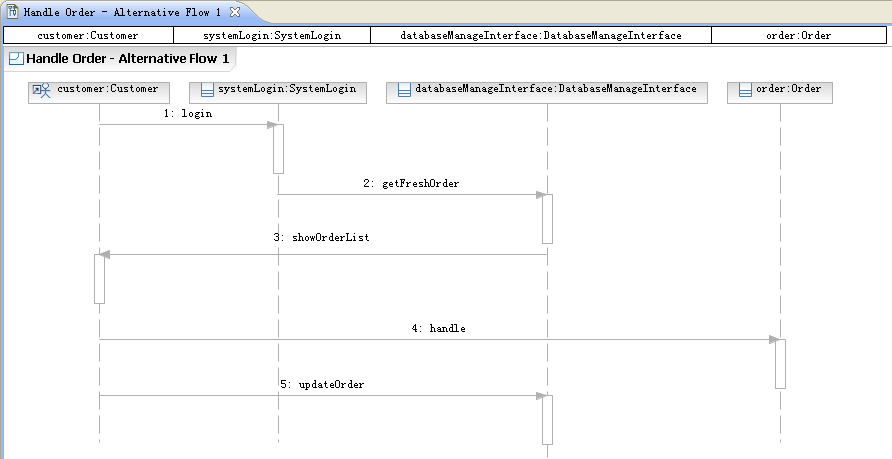 Handle Order - Alternative Flow 1
customer:Customer
systemLogin:SystemLogin
databaseManageInterface:DatabaseManageInterface
order:Order
Handle Order - Alternative Flow 1
customer:Customer
systemLogin:SystemLogin
databaseManageInterface:DatabaseManageInterface
order:Order
1: login
2: getFreshOrder
3: showOrderList
4: handle
5: updateOrder